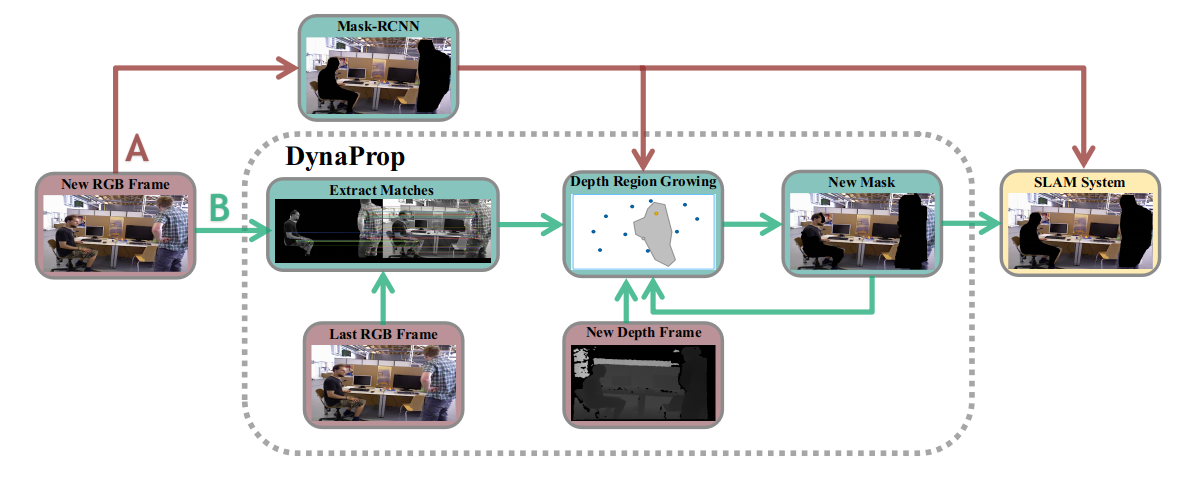 Mask-RCNN
A
DynaProp
New RGB Frame
B
Extract Matches
Depth Region Growing
New Mask
SLAM System
Last RGB Frame
New Depth Frame